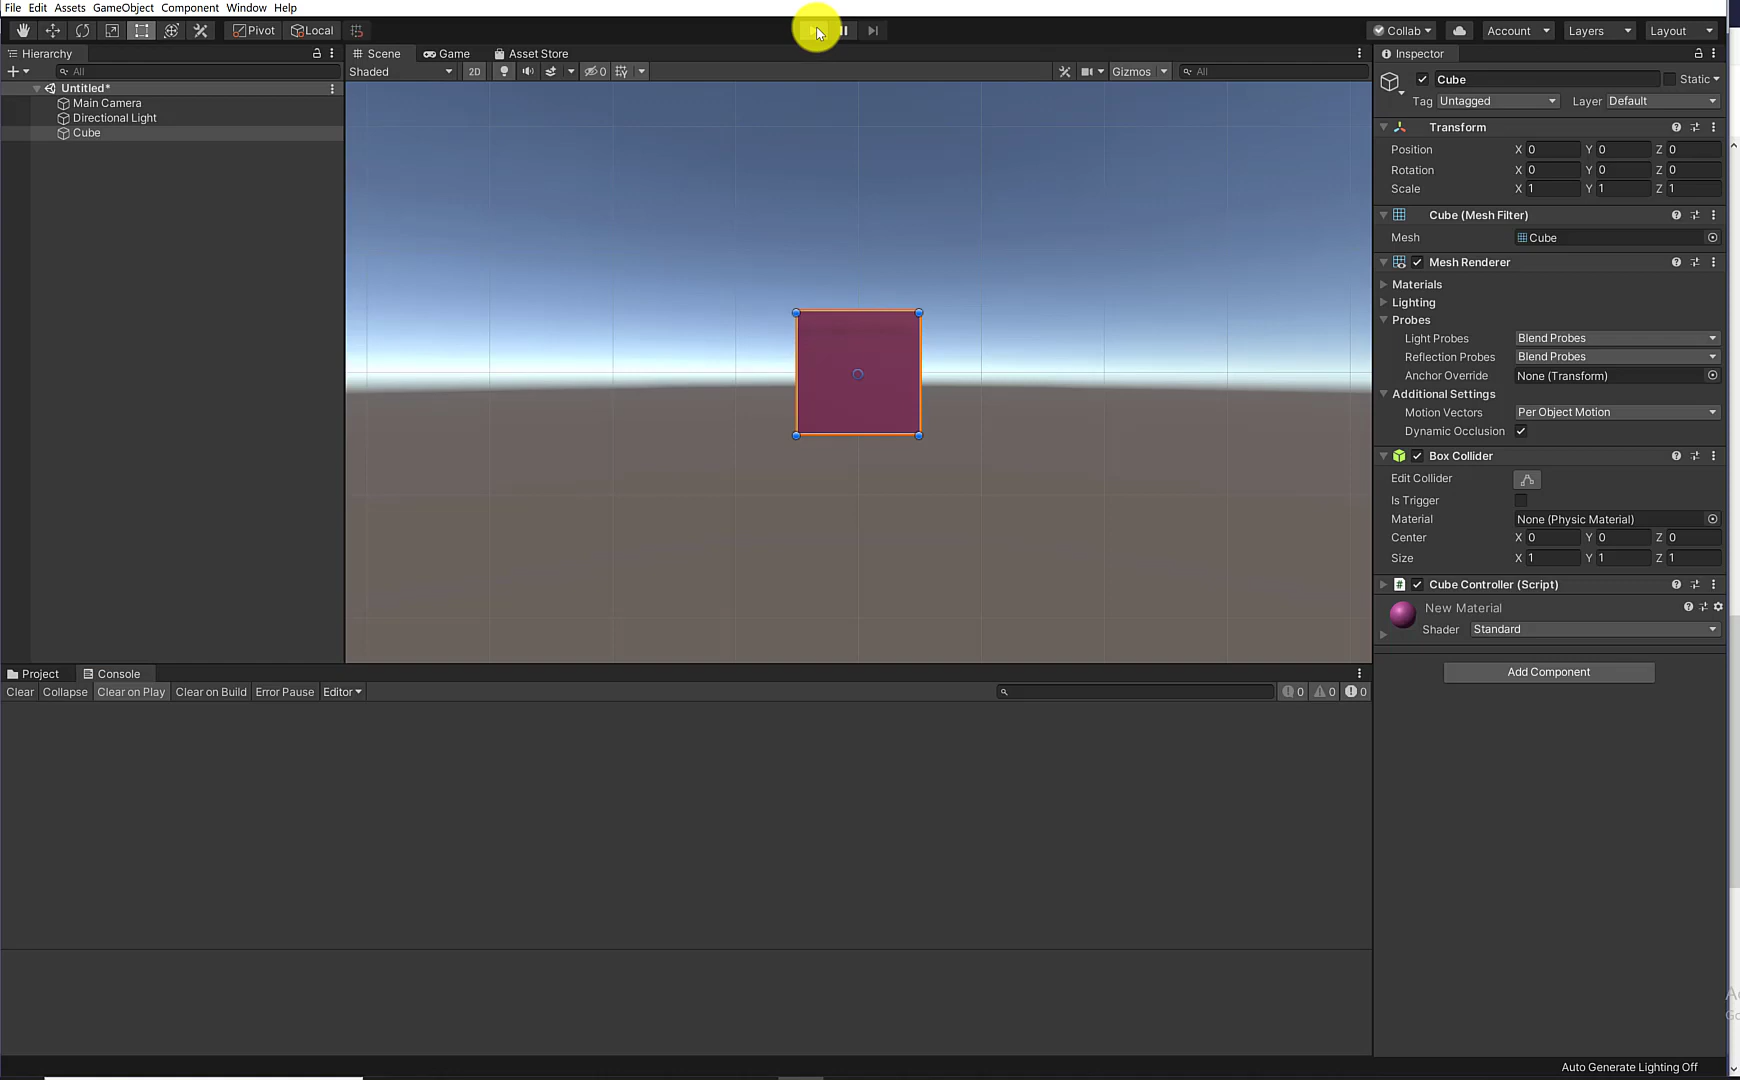 File Edit Assets GameObject Component Window Help
Pivot Local Collab Account Layers Layout
Hierarchy Scene Game Asset Store Inspector
All Shaded 2D 0 Gizmos All Cube Static
Untitled*
Main Camera
Directional Light
Cube
Tag Untagged Layer Default
Transform
Position X 0 Y 0 Z 0
Rotation X 0 Y 0 Z 0
Scale X 1 Y 1 Z 1
Cube (Mesh Filter)
Mesh Cube
Mesh Renderer
Materials
Lighting
Probes
Light Probes Blend Probes
Reflection Probes Blend Probes
Anchor Override None (Transform)
Additional Settings
Motion Vectors Per Object Motion
Dynamic Occlusion
Box Collider
Edit Collider
Is Trigger
Material None (Physic Material)
Center X 0 Y 0 Z 0
Size X 1 Y 1 Z 1
# Cube Controller (Script)
New Material
Shader Standard
Add Component
Project Console
Clear Collapse Clear on Play Clear on Build Error Pause Editor 0 0 0
Auto Generate Lighting Off